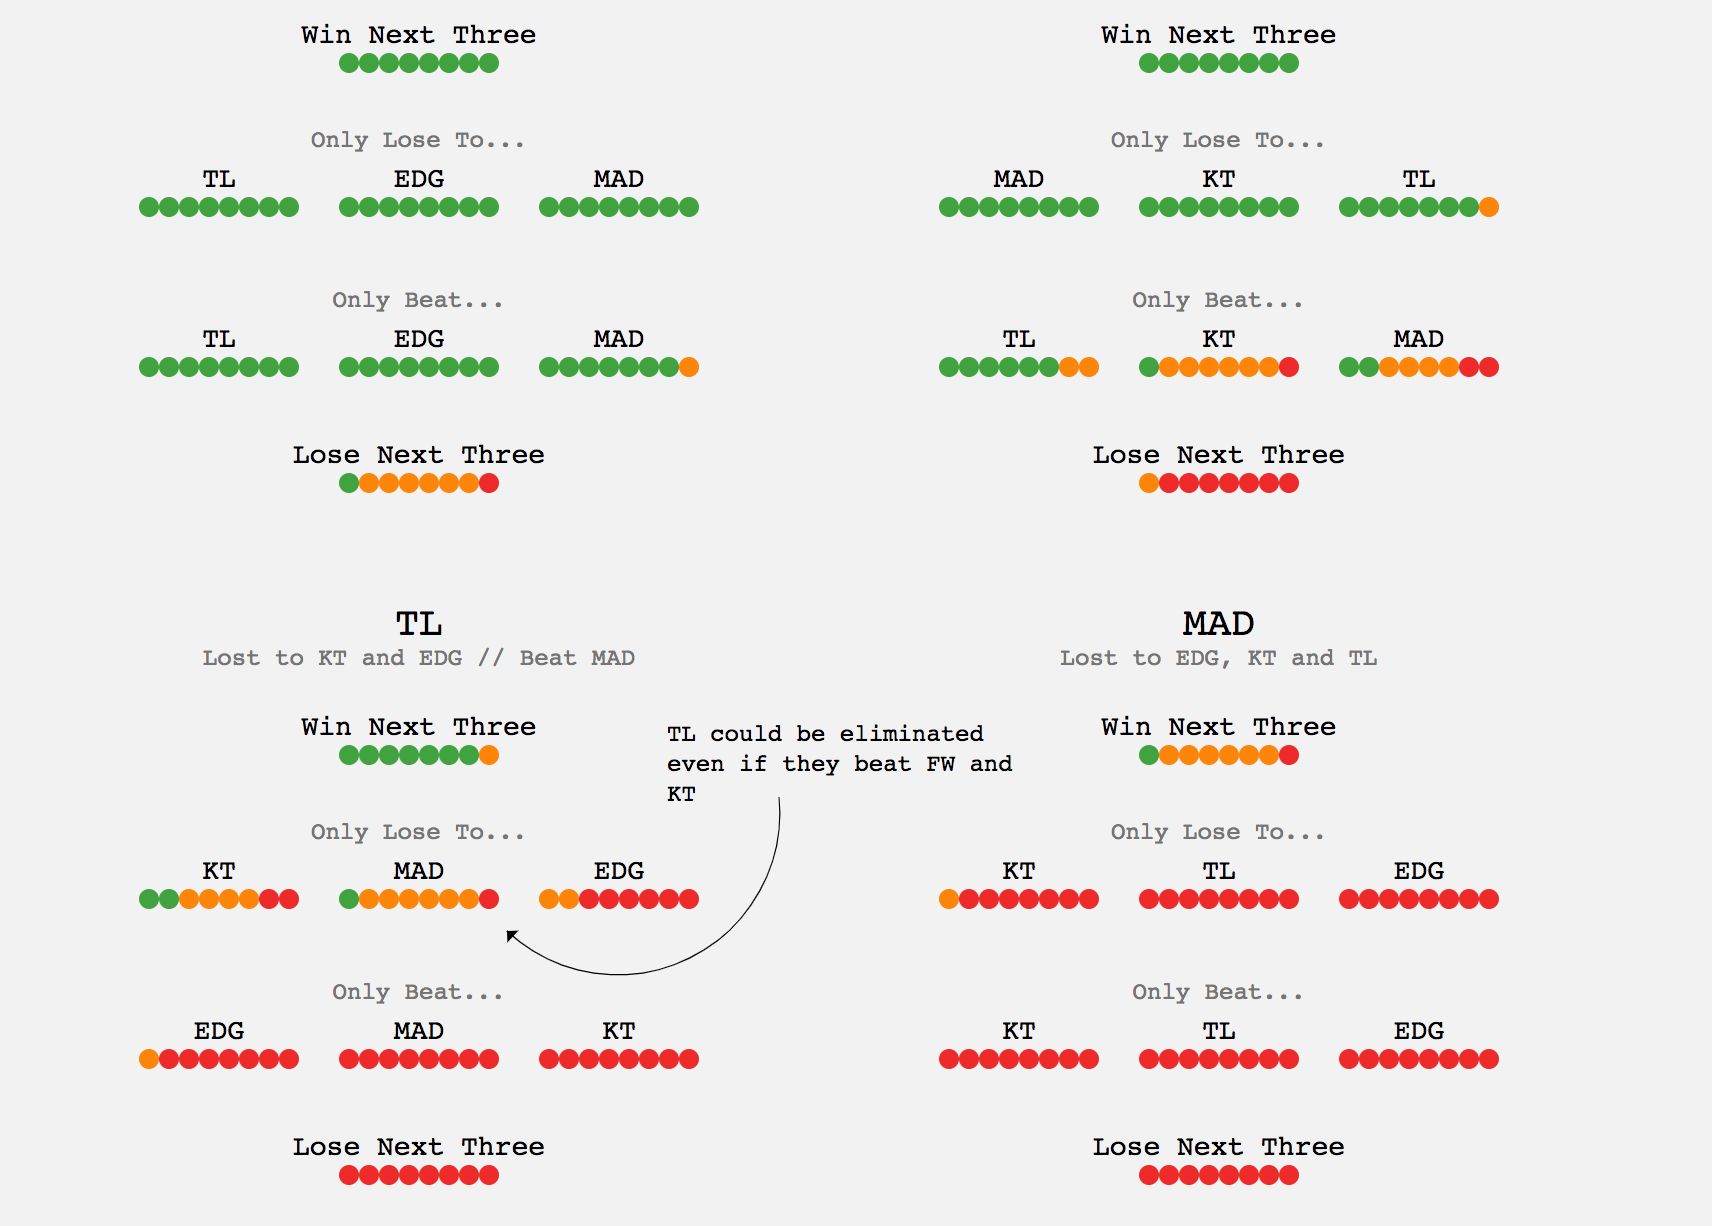 Win Next Three
Only Lose To...
TL EDG MAD
Only Beat...
TL EDG MAD
Lose Next Three
Win Next Three
Only Lose To...
MAD KT TL
Only Beat...
TL KT MAD
Lose Next Three
TL
Lost to KT and EDG // Beat MAD
Win Next Three
Only Lose To...
KT MAD EDG
Only Beat...
EDG MAD KT
Lose Next Three
TL could be eliminated
even if they beat FW and
KT
MAD
Lost to EDG, KT and TL
Win Next Three
Only Lose To...
KT TL EDG
Only Beat...
KT TL EDG
Lose Next Three